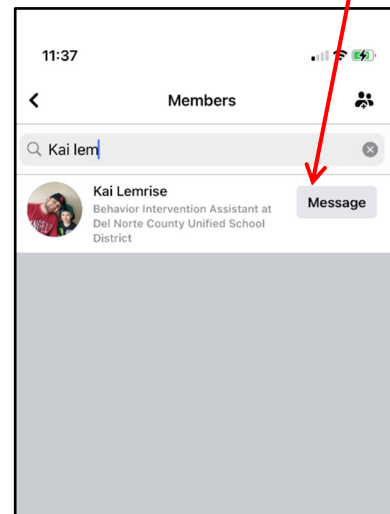 11:37
Members
Kai lem
Kai Lemrise
Behavior Intervention Assistant at
Del Norte County Unified School
District
Message